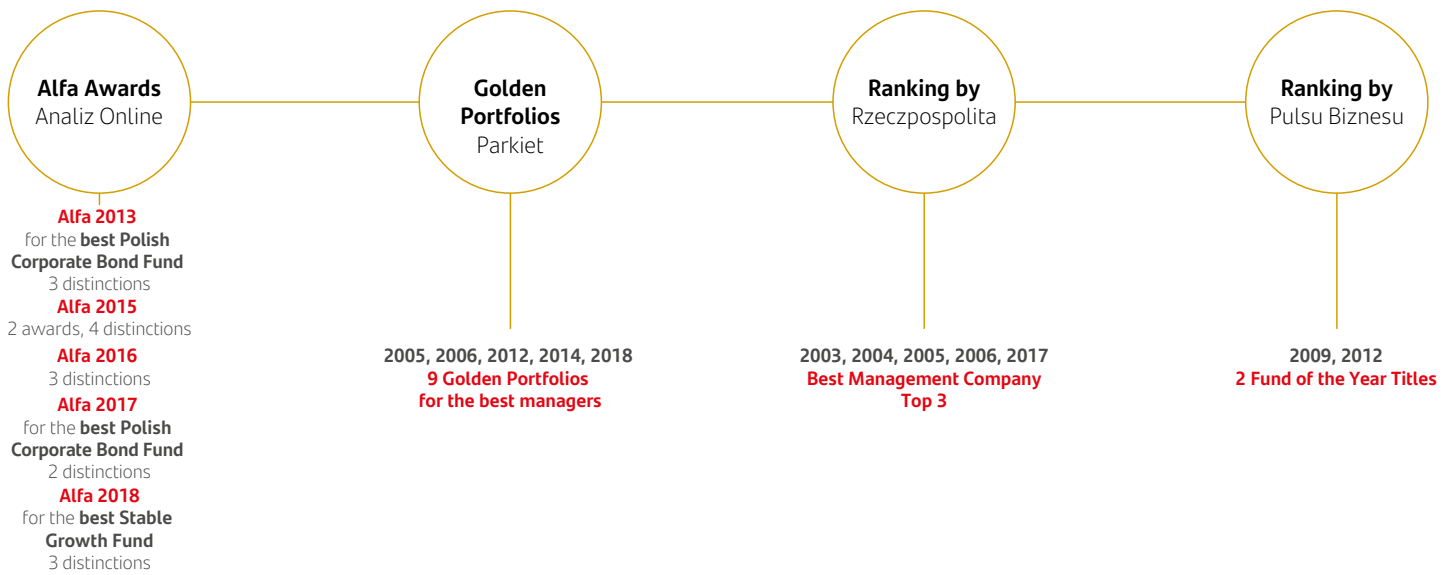 Alfa Awards
Analiz Online
Alfa 2013
for the best Polish
Corporate Bond Fund
3 distinctions
Alfa 2015
2 awards, 4 distinctions
Alfa 2016
3 distinctions
Alfa 2017
for the best Polish
Corporate Bond Fund
2 distinctions
Alfa 2018
for the best Stable
Growth Fund
3 distinctions
Golden
Portfolios
Parkiet
2005, 2006, 2012, 2014, 2018
9 Golden Portfolios
for the best managers
Ranking by
Rzeczpospolita
2003, 2004, 2005, 2006, 2017
Best Management Company
Top 3
Ranking by
Pulsu Biznesu
2009, 2012
2 Fund of the Year Titles